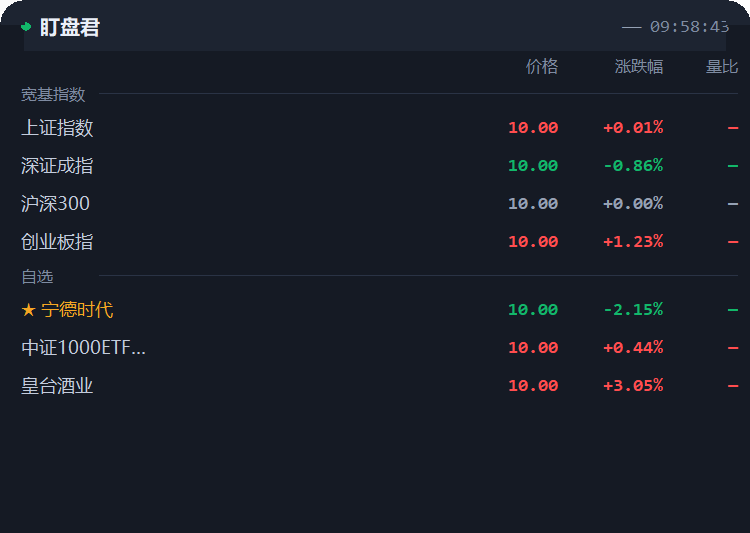 盯盘君 — 09:58:43
价格 涨跌幅 量比
宽基指数
上证指数 10.00 +0.01% —
深证成指 10.00 -0.86% —
沪深300 10.00 +0.00% —
创业板指 10.00 +1.23% —
自选
★ 宁德时代 10.00 -2.15% —
中证1000ETF... 10.00 +0.44% —
皇台酒业 10.00 +3.05% —